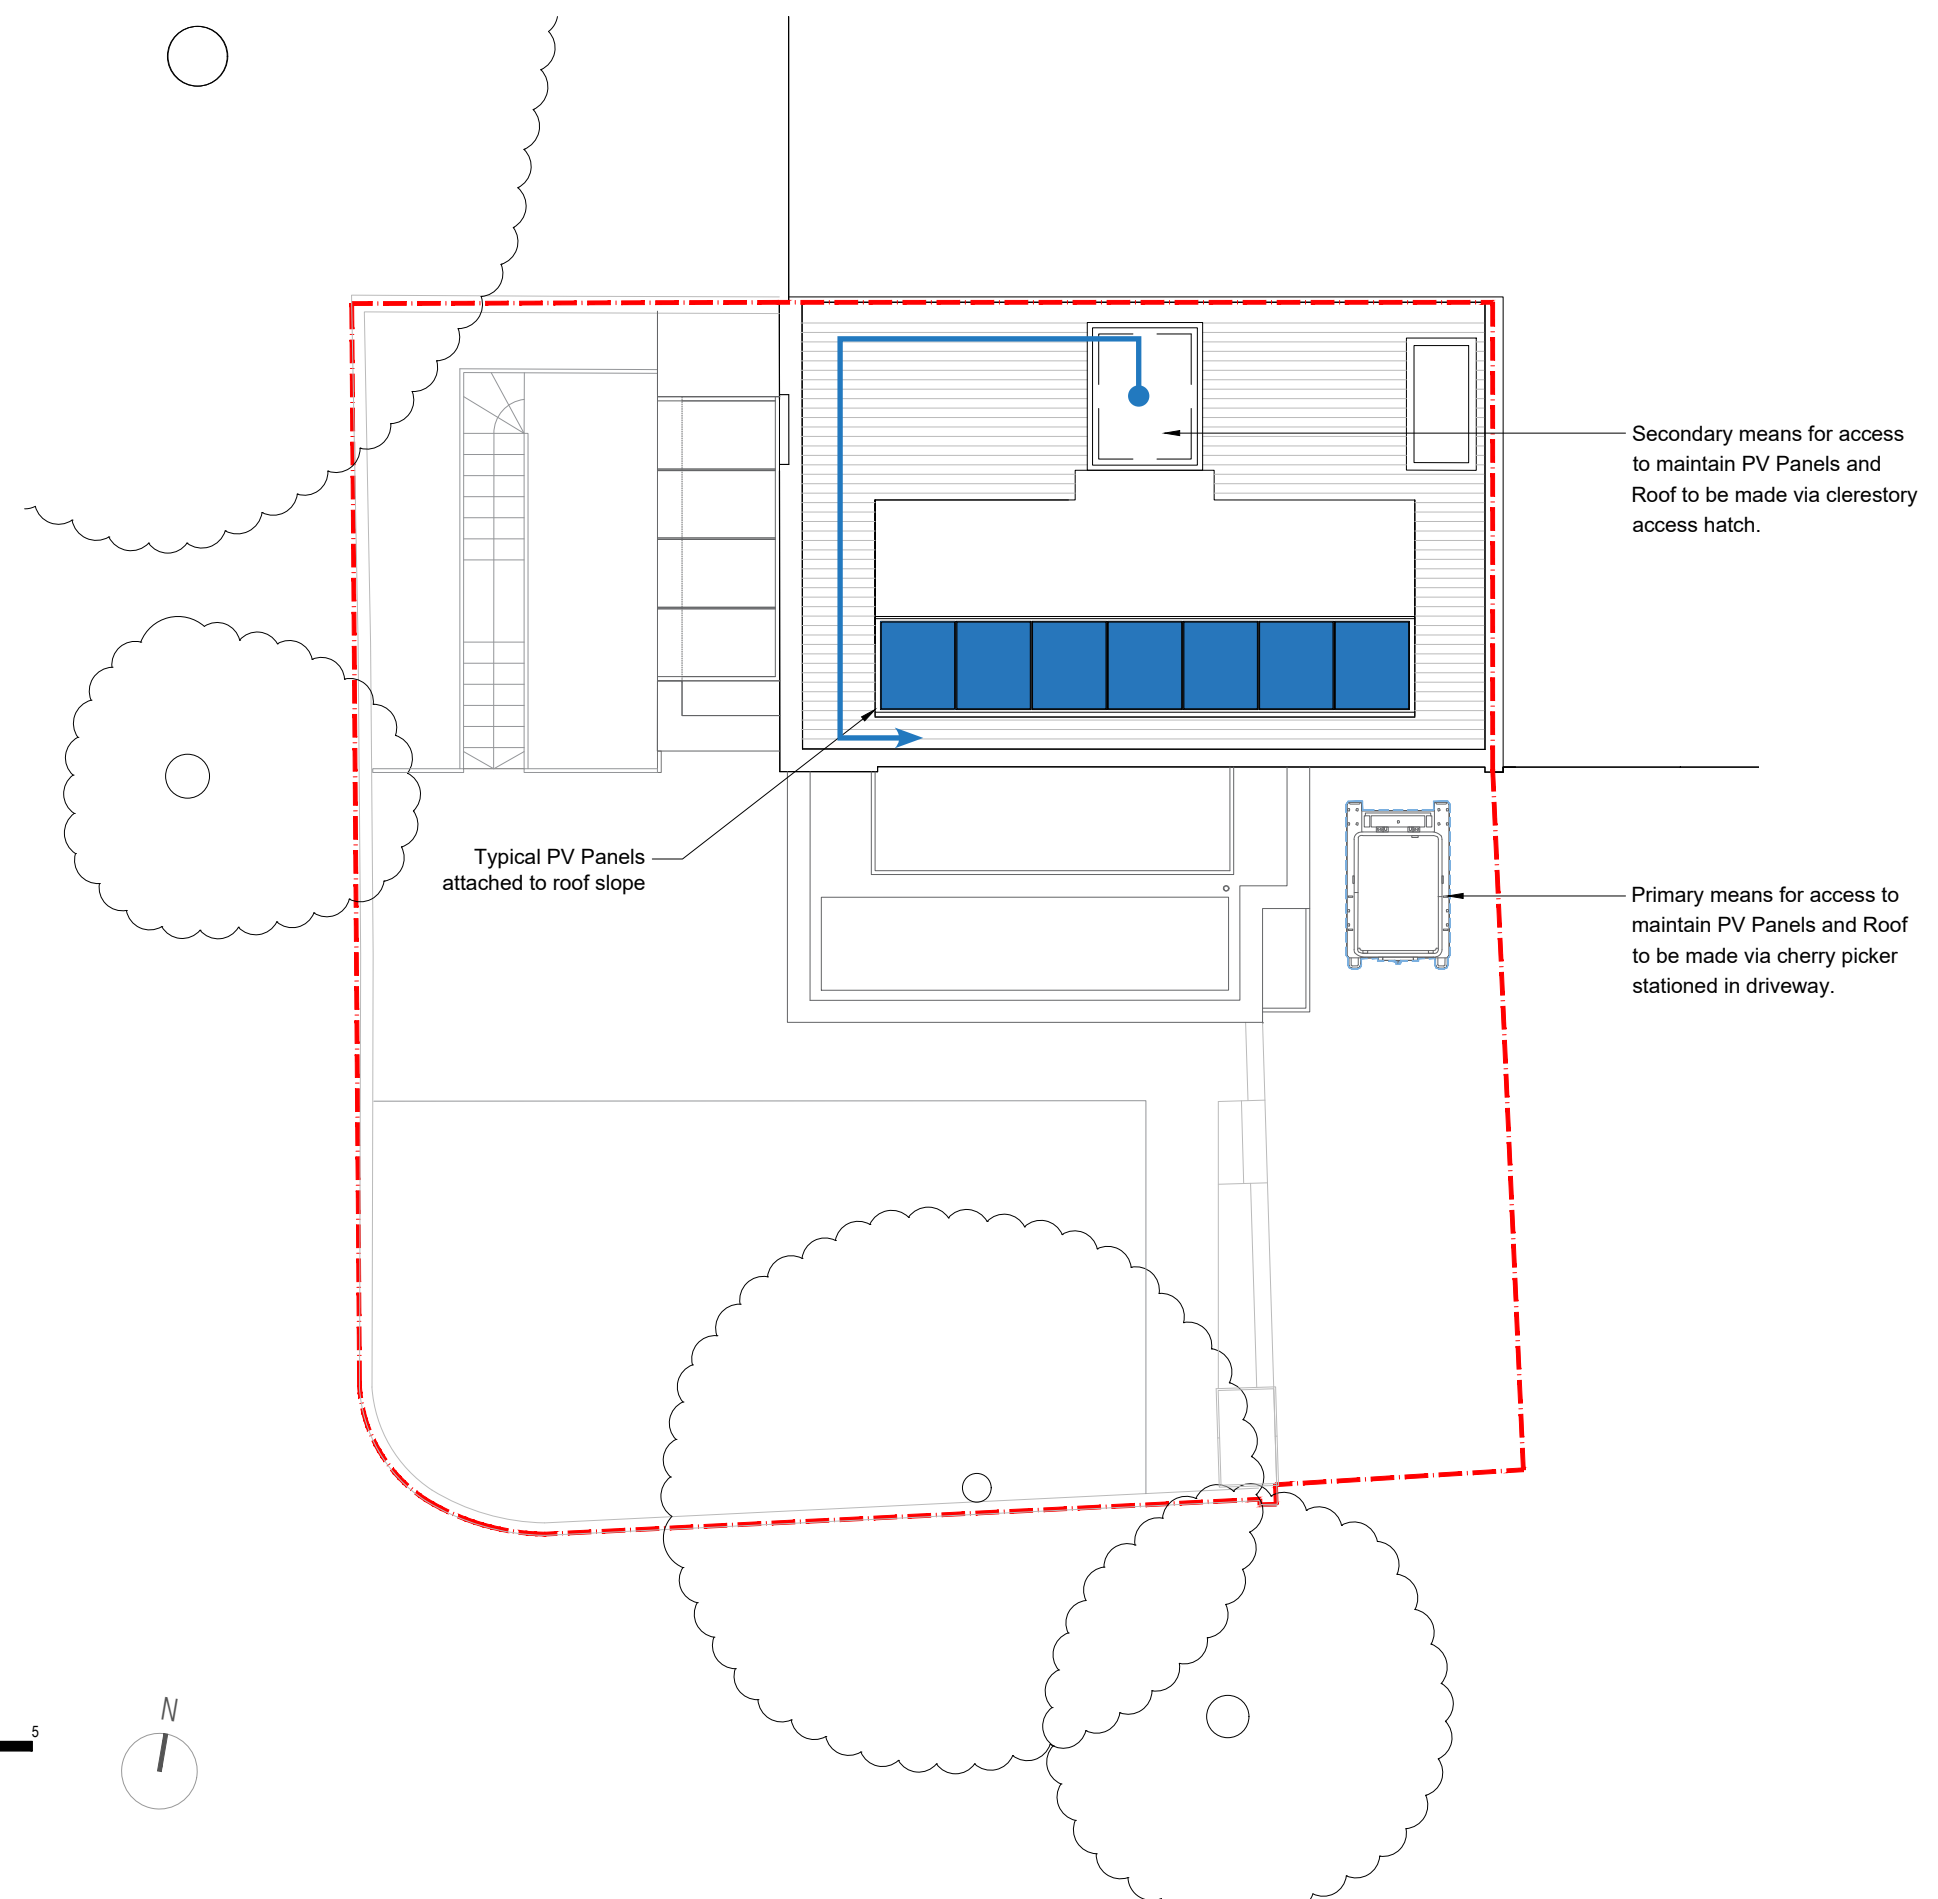 Secondary means for access
to maintain PV Panels and
Roof to be made via clerestory
access hatch.
Typical PV Panels
attached to roof slope
Primary means for access to
maintain PV Panels and Roof
to be made via cherry picker
stationed in driveway.
N
5